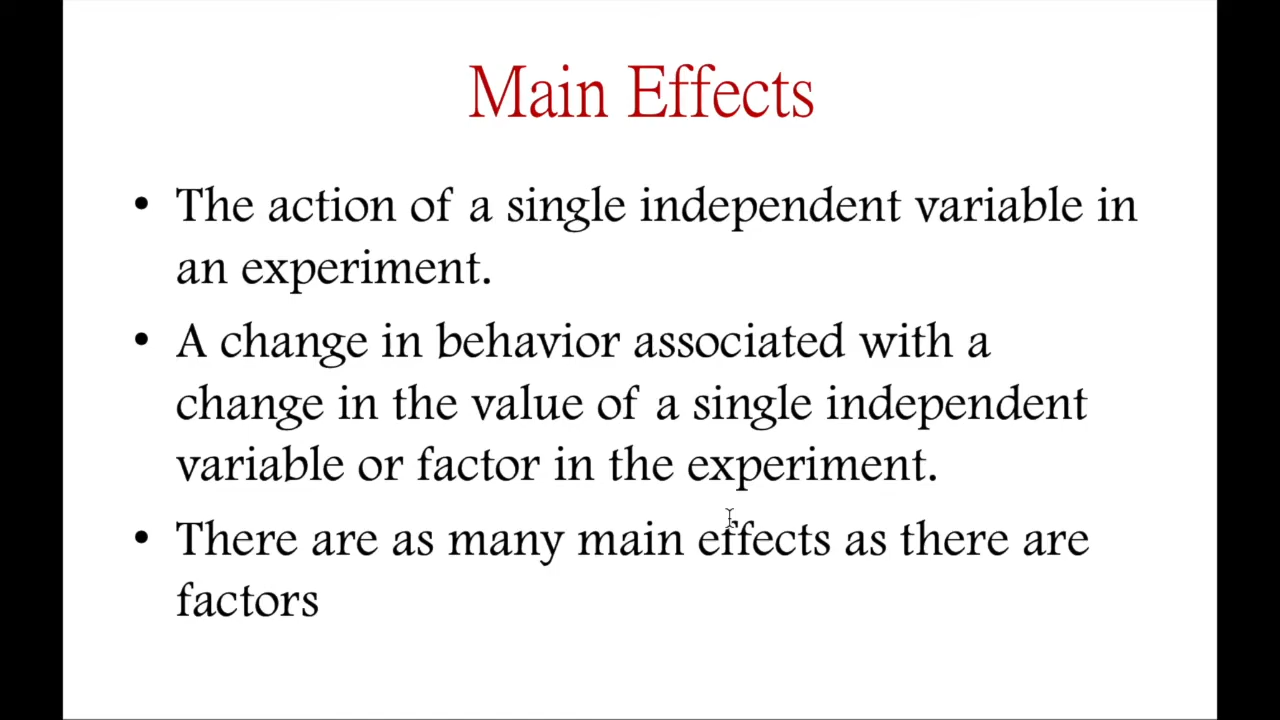 Main Effects
• The action of a single independent variable in
an experiment.
• A change in behavior associated with a
change in the value of a single independent
variable or factor in the experiment.
• There are as many main effects as there are
factors